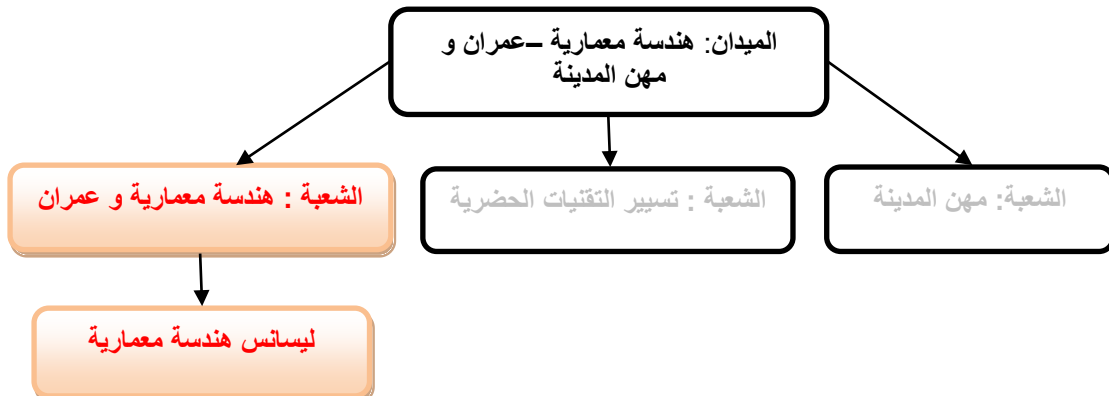 الميدان: هندسة معمارية –عمران و
مهن المدينة
الشعبة: مهن المدينة
الشعبة : تسيير التقنيات الحضرية
الشعبة : هندسة معمارية و عمران
ليسانس هندسة معمارية